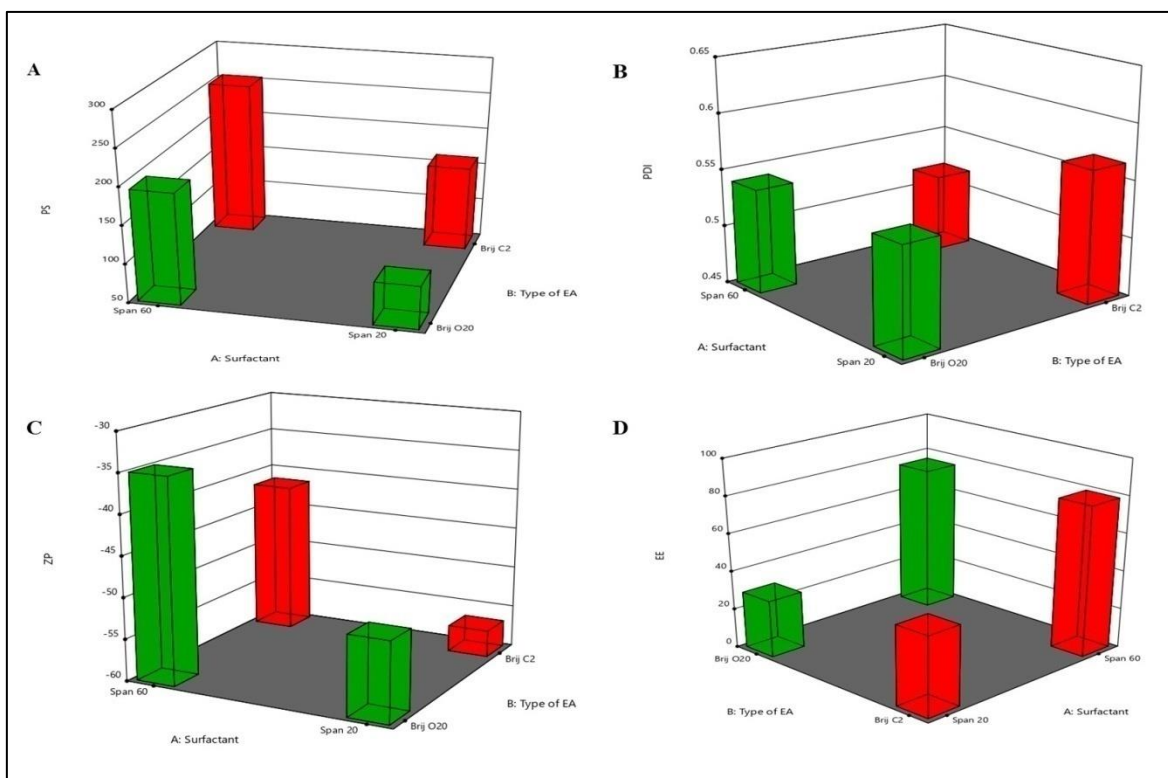 A
300
250
200
150
100
50
PS
Span 60
Span 20
A: Surfactant
Brij O20
Brij C2
B: Type of EA
B
0.65
0.6
0.55
0.5
0.45
PDI
Span 60
Span 20
A: Surfactant
Brij O20
Brij C2
B: Type of EA
C
-30
-35
-40
-45
-50
-55
-60
ZP
Span 60
Span 20
A: Surfactant
Brij O20
Brij C2
B: Type of EA
D
100
80
60
40
20
0
EE
Brij O20
Brij C2
B: Type of EA
Span 20
Span 60
A: Surfactant